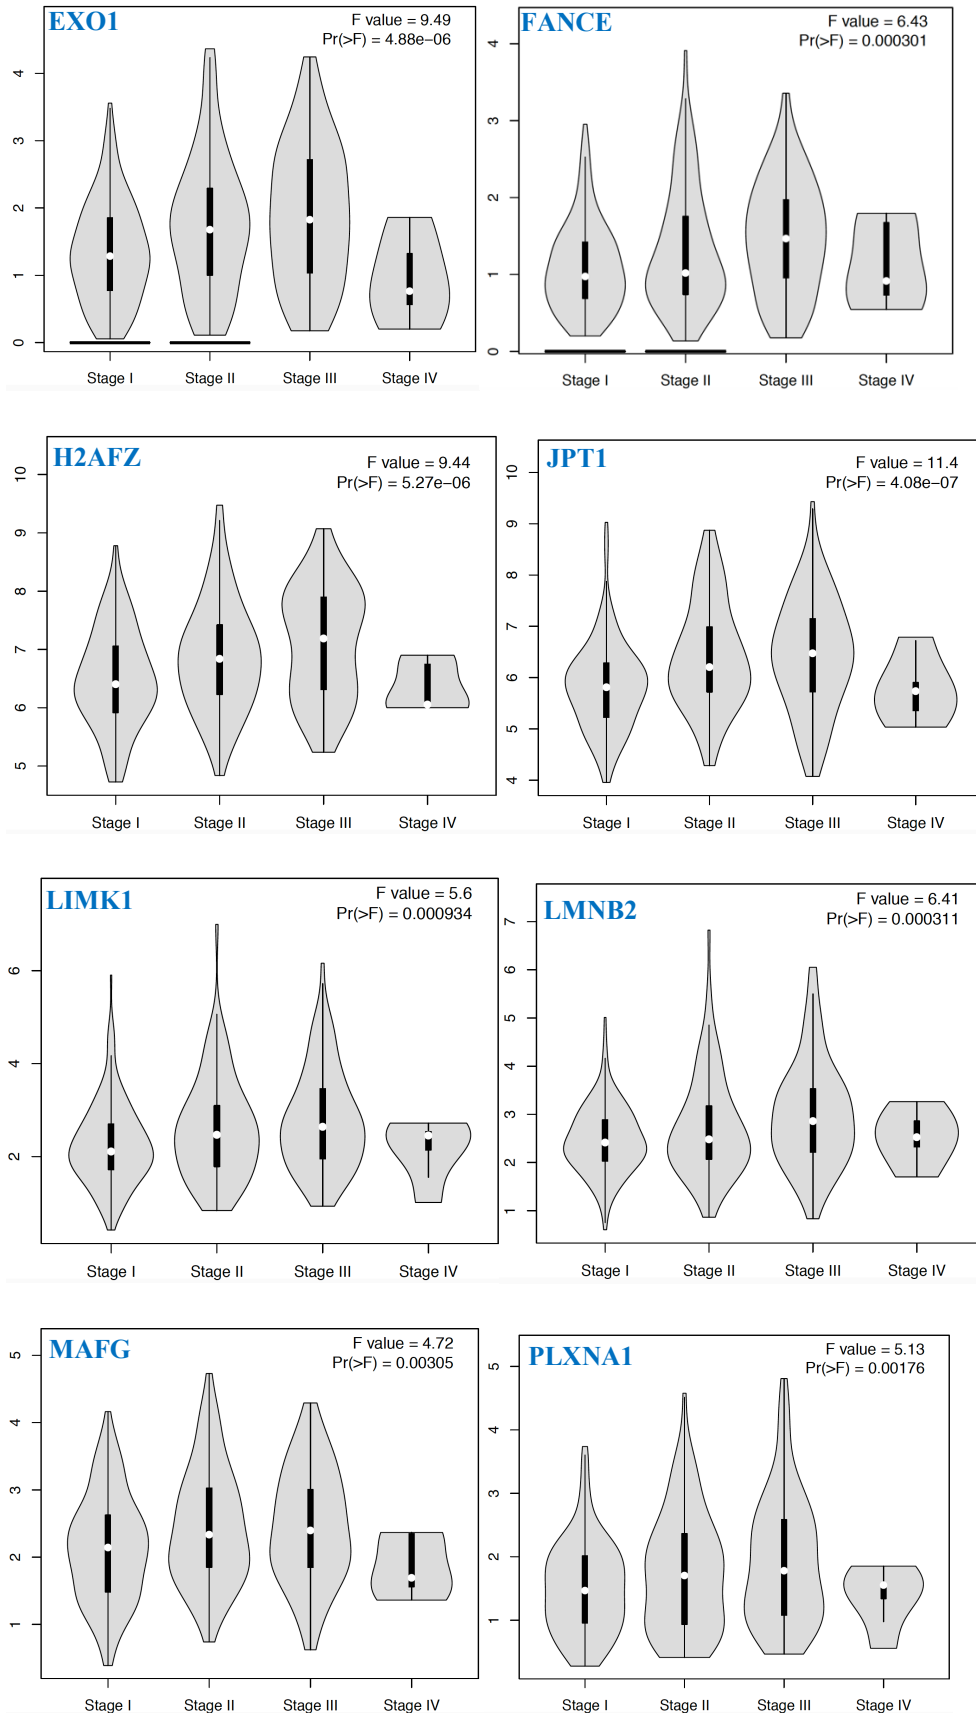 EXO1
F value = 9.49
Pr(>F) = 4.88e−06
4
3
2
1
0
Stage I Stage II Stage III Stage IV
FANCE
F value = 6.43
Pr(>F) = 0.000301
4
3
2
1
0
Stage I Stage II Stage III Stage IV
H2AFZ
F value = 9.44
Pr(>F) = 5.27e−06
10
9
8
7
6
5
Stage I Stage II Stage III Stage IV
JPT1
F value = 11.4
Pr(>F) = 4.08e−07
10
9
8
7
6
5
4
Stage I Stage II Stage III Stage IV
LIMK1
F value = 5.6
Pr(>F) = 0.000934
6
4
2
Stage I Stage II Stage III Stage IV
LMNB2
F value = 6.41
Pr(>F) = 0.000311
7
6
5
4
3
2
1
Stage I Stage II Stage III Stage IV
MAFG
F value = 4.72
Pr(>F) = 0.00305
5
4
3
2
1
Stage I Stage II Stage III Stage IV
PLXNA1
F value = 5.13
Pr(>F) = 0.00176
5
4
3
2
1
Stage I Stage II Stage III Stage IV